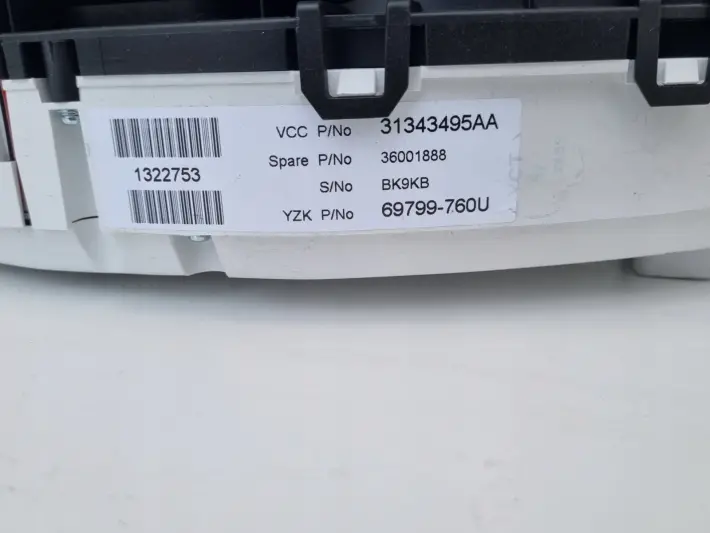 VCC P/No 31343495AA
Spare P/No 36001888
1322753
S/No BK9KB
YZK P/No 69799-760U